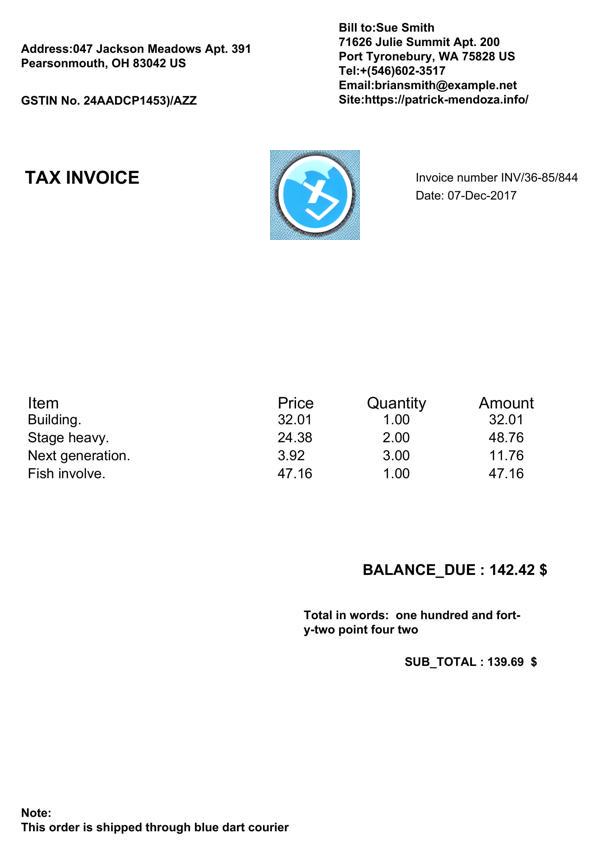 Address:047 Jackson Meadows Apt. 391
Pearsonmouth, OH 83042 US
GSTIN No. 24AADCP1453)/AZZ
Bill to:Sue Smith
71626 Julie Summit Apt. 200
Port Tyronebury, WA 75828 US
Tel:+(546)602-3517
Email:briansmith@example.net
Site:https://patrick-mendoza.info/
TAX INVOICE
Invoice number INV/36-85/844
Date: 07-Dec-2017
Item Price Quantity Amount
Building. 32.01 1.00 32.01
Stage heavy. 24.38 2.00 48.76
Next generation. 3.92 3.00 11.76
Fish involve. 47.16 1.00 47.16
BALANCE_DUE : 142.42 $
Total in words: one hundred and fort-
y-two point four two
SUB_TOTAL : 139.69 $
Note:
This order is shipped through blue dart courier